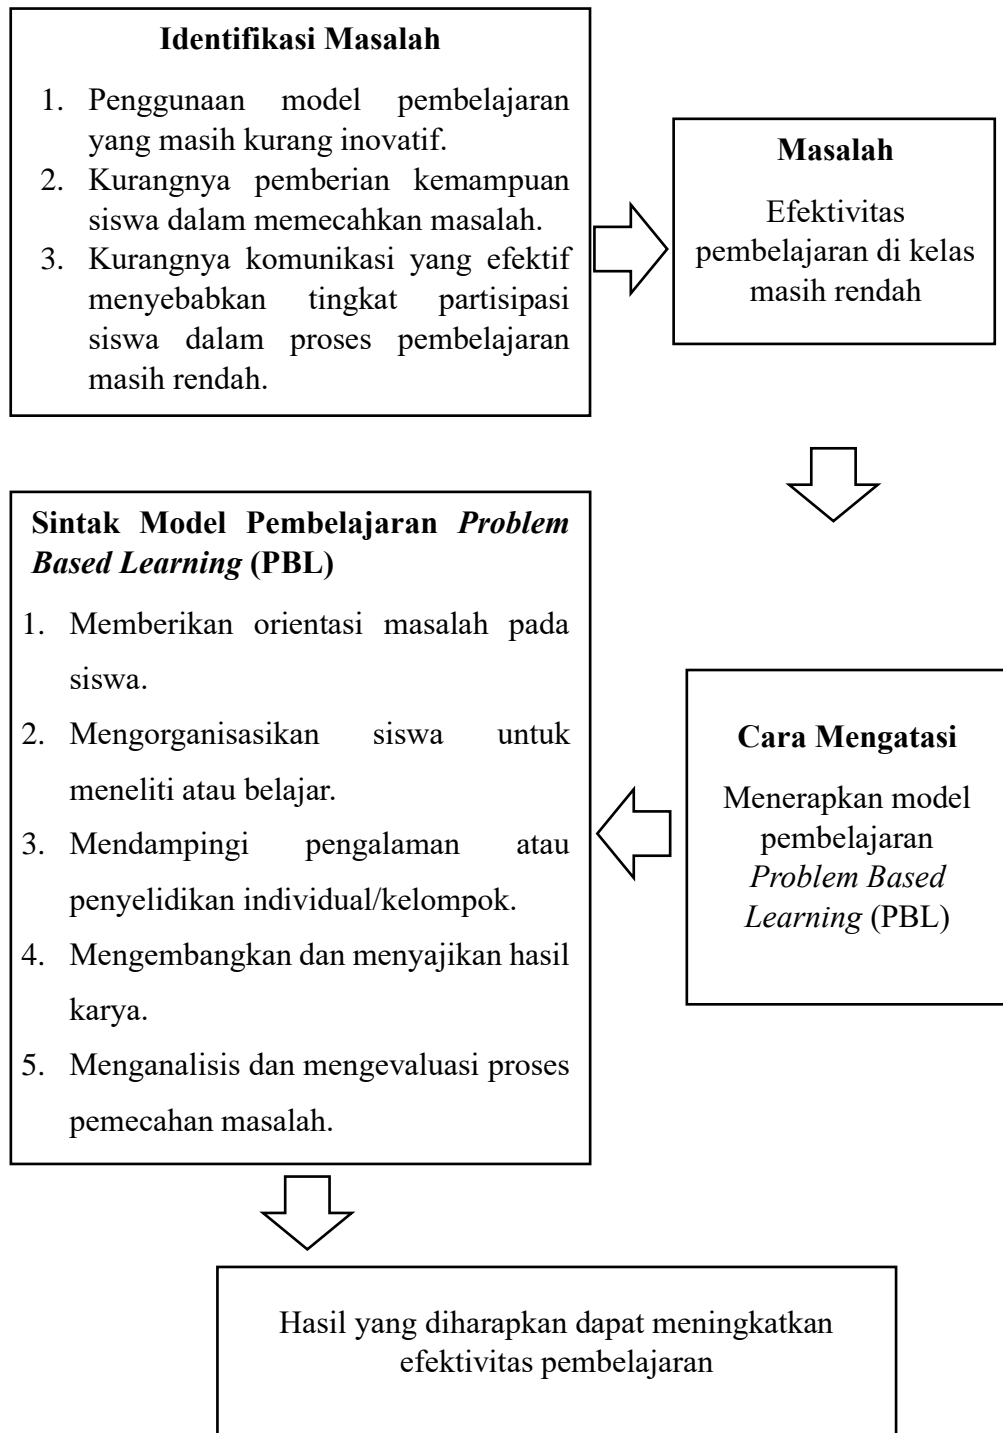 Identifikasi Masalah
1. Penggunaan model pembelajaran
yang masih kurang inovatif.
2. Kurangnya pemberian kemampuan
siswa dalam memecahkan masalah.
3. Kurangnya komunikasi yang efektif
menyebabkan tingkat partisipasi
siswa dalam proses pembelajaran
masih rendah.
Masalah
Efektivitas
pembelajaran di kelas
masih rendah
Cara Mengatasi
Menerapkan model
pembelajaran
Problem Based
Learning (PBL)
Sintak Model Pembelajaran Problem
Based Learning (PBL)
1. Memberikan orientasi masalah pada
siswa.
2. Mengorganisasikan siswa untuk
meneliti atau belajar.
3. Mendampingi pengalaman atau
penyelidikan individual/kelompok.
4. Mengembangkan dan menyajikan hasil
karya.
5. Menganalisis dan mengevaluasi proses
pemecahan masalah.
Hasil yang diharapkan dapat meningkatkan
efektivitas pembelajaran